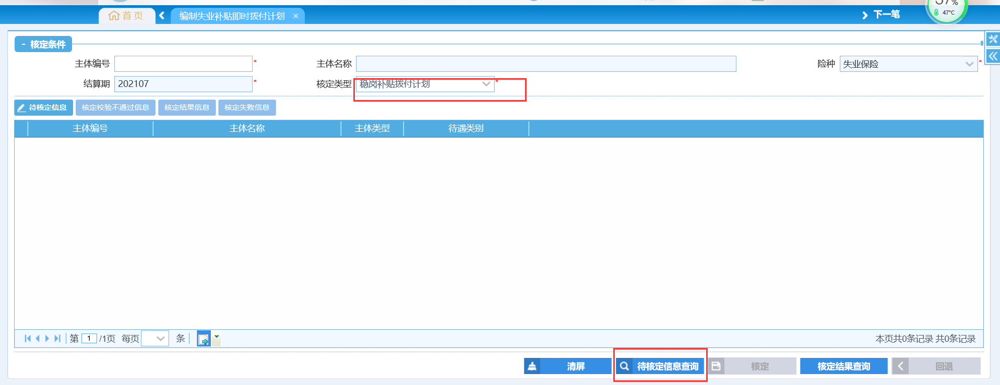 首页 编制失业补贴即时拨付计划 × 下一笔 57% 47℃
- 核定条件
主体编号 * 主体名称 险种 失业保险 *
结算期 202107 * 核定类型 稳岗补贴拨付计划 *
待核定信息 核定校验不通过信息 核定结果信息 核定失败信息
主体编号 主体名称 主体类型 待遇类别
第 1 /1页 每页 条 本页共0条记录 共0条记录
清屏 待核定信息查询 核定 核定结果查询 回退